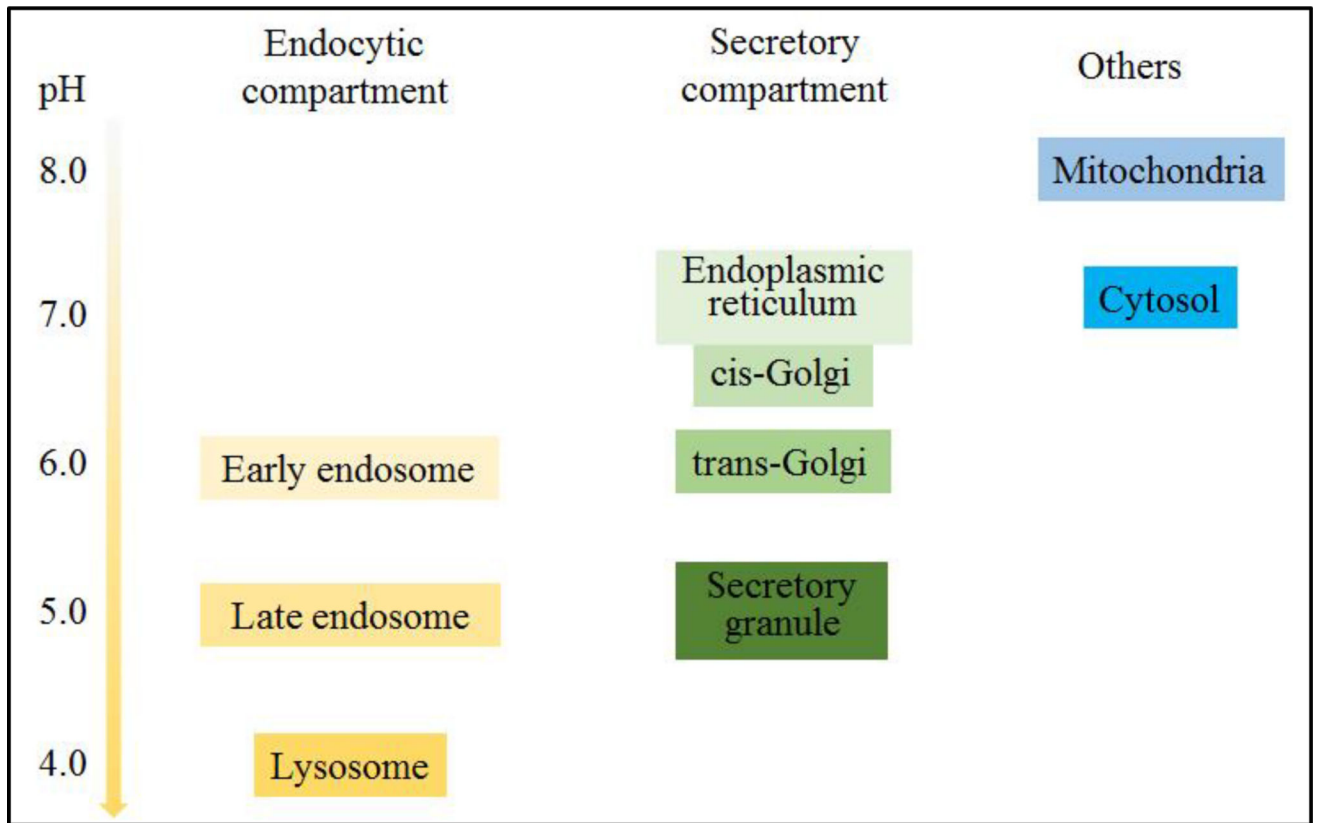 Endocytic
compartment
Secretory
compartment
Others
pH
8.0
Mitochondria
7.0
Endoplasmic
reticulum
Cytosol
cis-Golgi
6.0
Early endosome
trans-Golgi
5.0
Late endosome
Secretory
granule
4.0
Lysosome